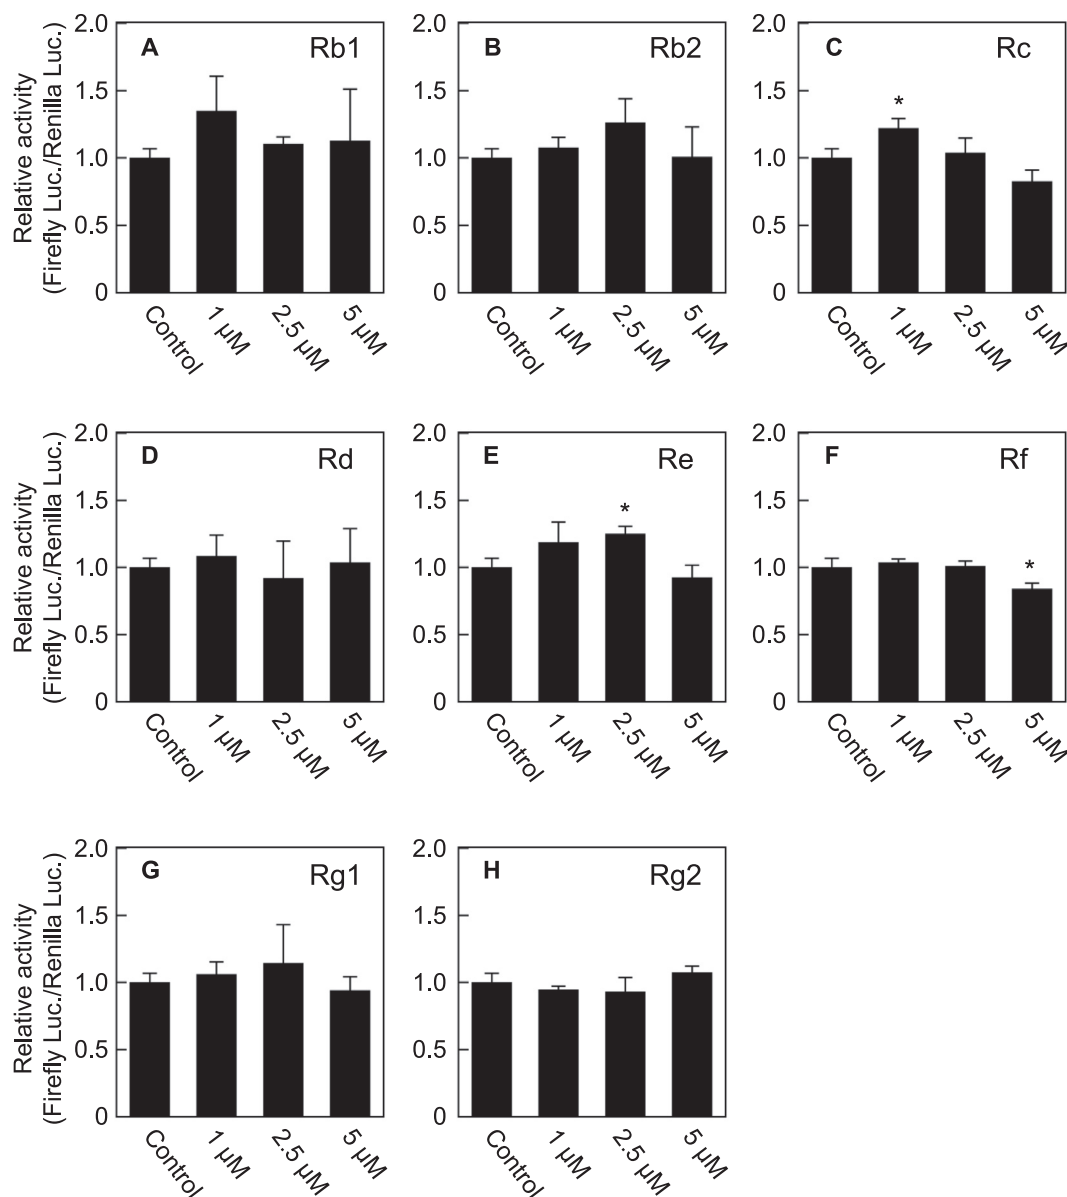 Relative activity
(Firefly Luc./Renilla Luc.)
A Rb1
2.0
1.5
1.0
0.5
0
Control 1 µM 2.5 µM 5 µM
B Rb2
2.0
1.5
1.0
0.5
0
Control 1 µM 2.5 µM 5 µM
C Rc
2.0
1.5
1.0
0.5
0
*
Control 1 µM 2.5 µM 5 µM
Relative activity
(Firefly Luc./Renilla Luc.)
D Rd
2.0
1.5
1.0
0.5
0
Control 1 µM 2.5 µM 5 µM
E Re
2.0
1.5
1.0
0.5
0
*
Control 1 µM 2.5 µM 5 µM
F Rf
2.0
1.5
1.0
0.5
0
*
Control 1 µM 2.5 µM 5 µM
Relative activity
(Firefly Luc./Renilla Luc.)
G Rg1
2.0
1.5
1.0
0.5
0
Control 1 µM 2.5 µM 5 µM
H Rg2
2.0
1.5
1.0
0.5
0
Control 1 µM 2.5 µM 5 µM